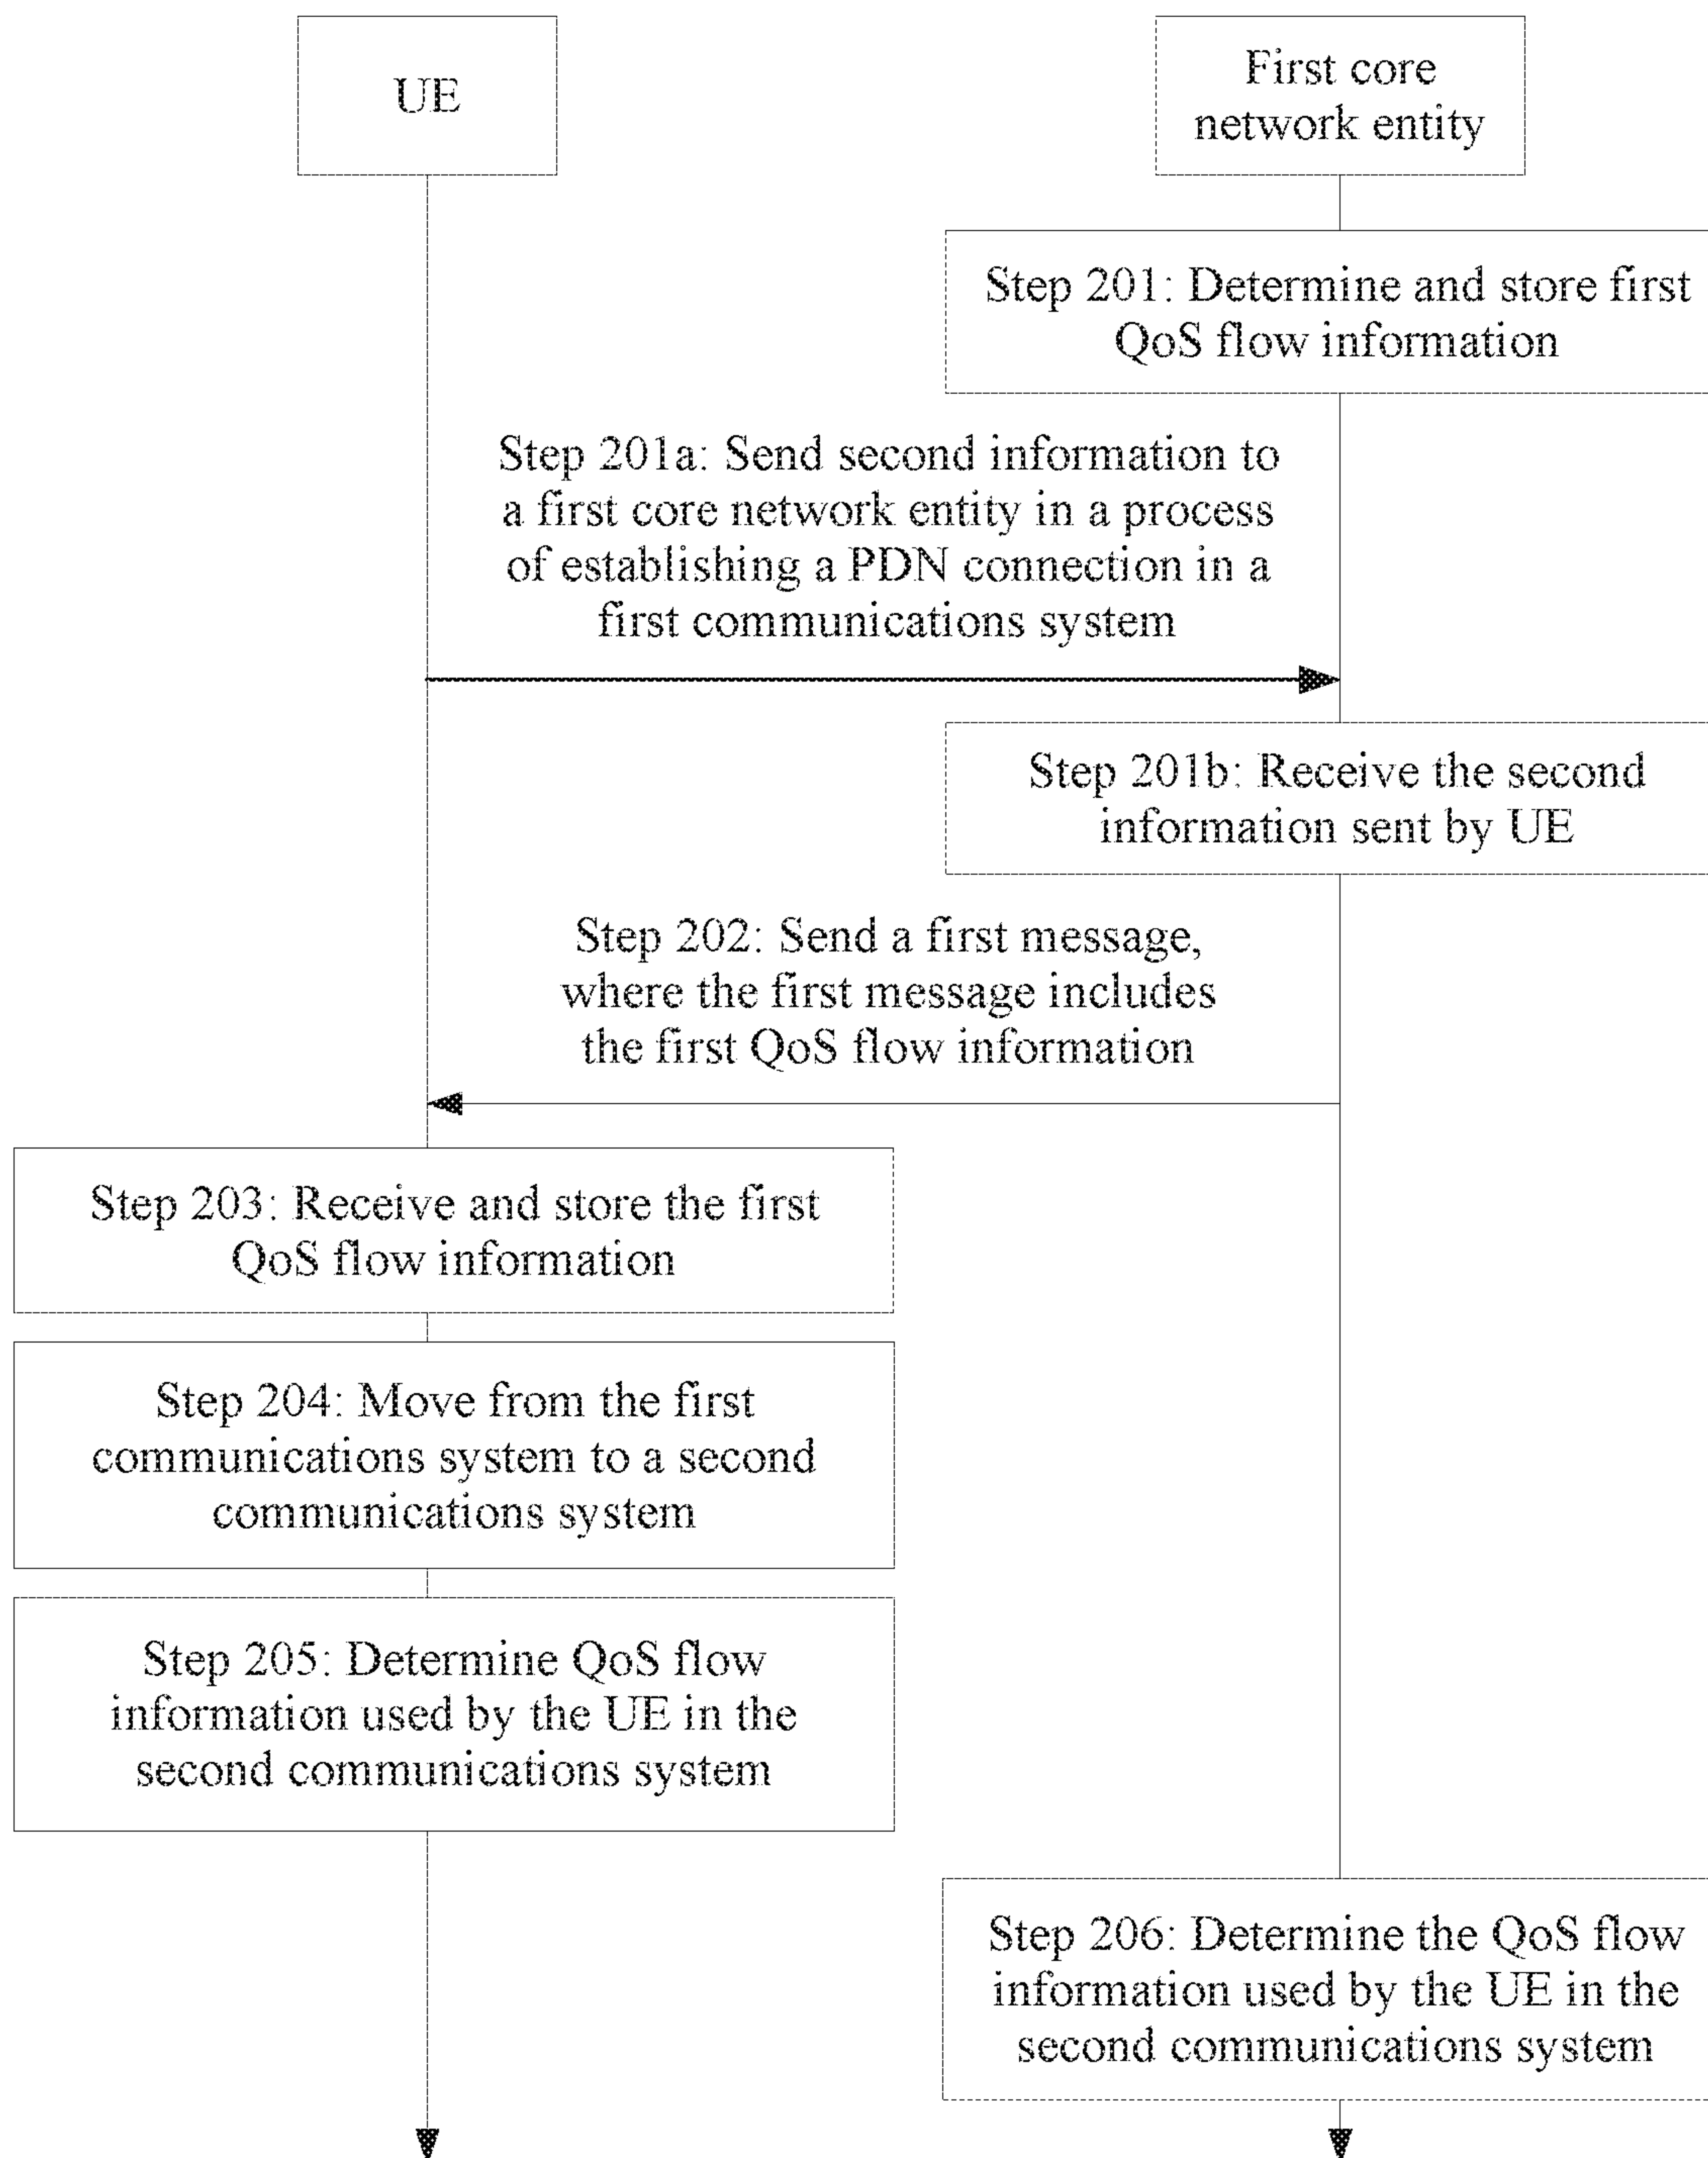 UE
First core
network entity
Step 201: Determine and store first
QoS flow information
Step 201a: Send second information to
a first core network entity in a process
of establishing a PDN connection in a
first communications system
Step 201b: Receive the second
information sent by UE
Step 202: Send a first message,
where the first message includes
the first QoS flow information
Step 203: Receive and store the first
QoS flow information
Step 204: Move from the first
communications system to a second
communications system
Step 205: Determine QoS flow
information used by the UE in the
second communications system
Step 206: Determine the QoS flow
information used by the UE in the
second communications system